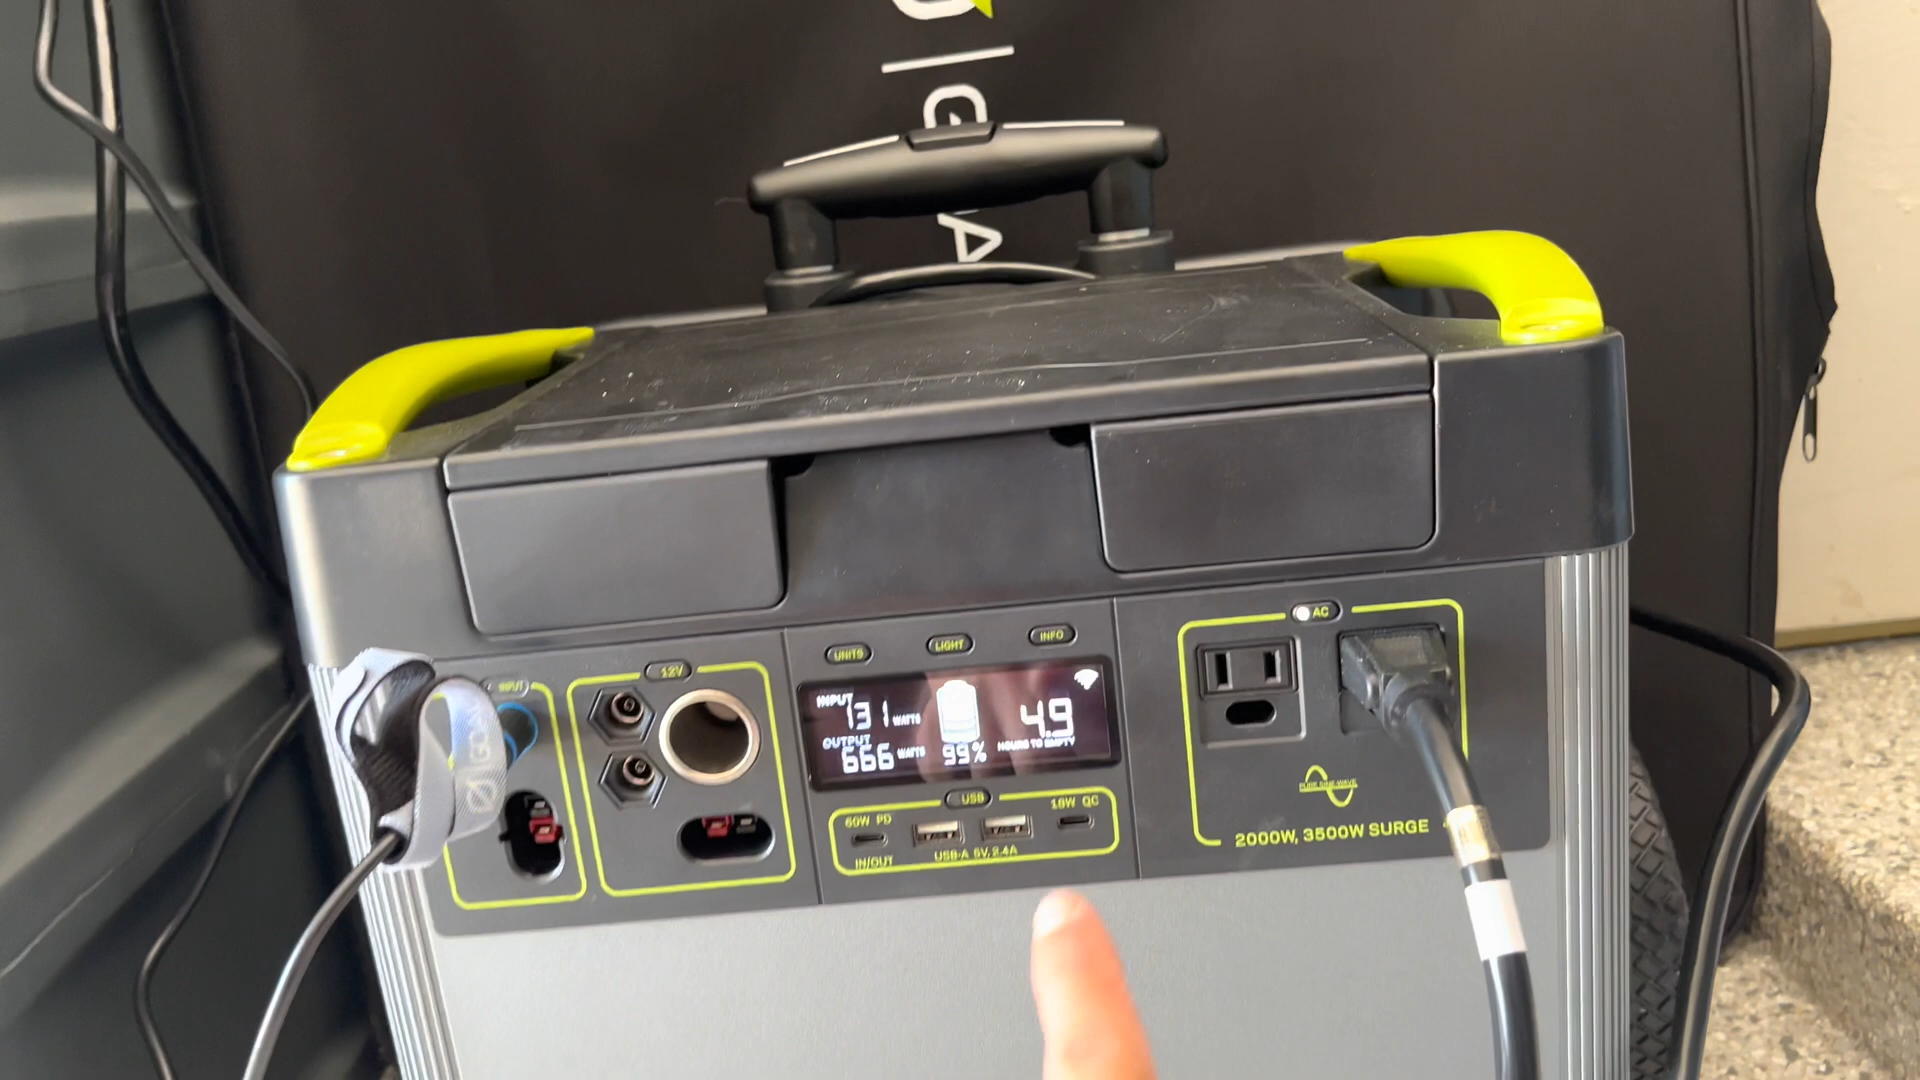 G
A
UNITS
LIGHT
INFO
AC
INPUT
12V
INPUT
131 WATTS
OUTPUT
666 WATTS
99%
4.9
HOURS TO EMPTY
USB
60W PD
18W QC
IN/OUT
USB-A 5V, 2.4A
PURE SINE WAVE
2000W, 3500W SURGE